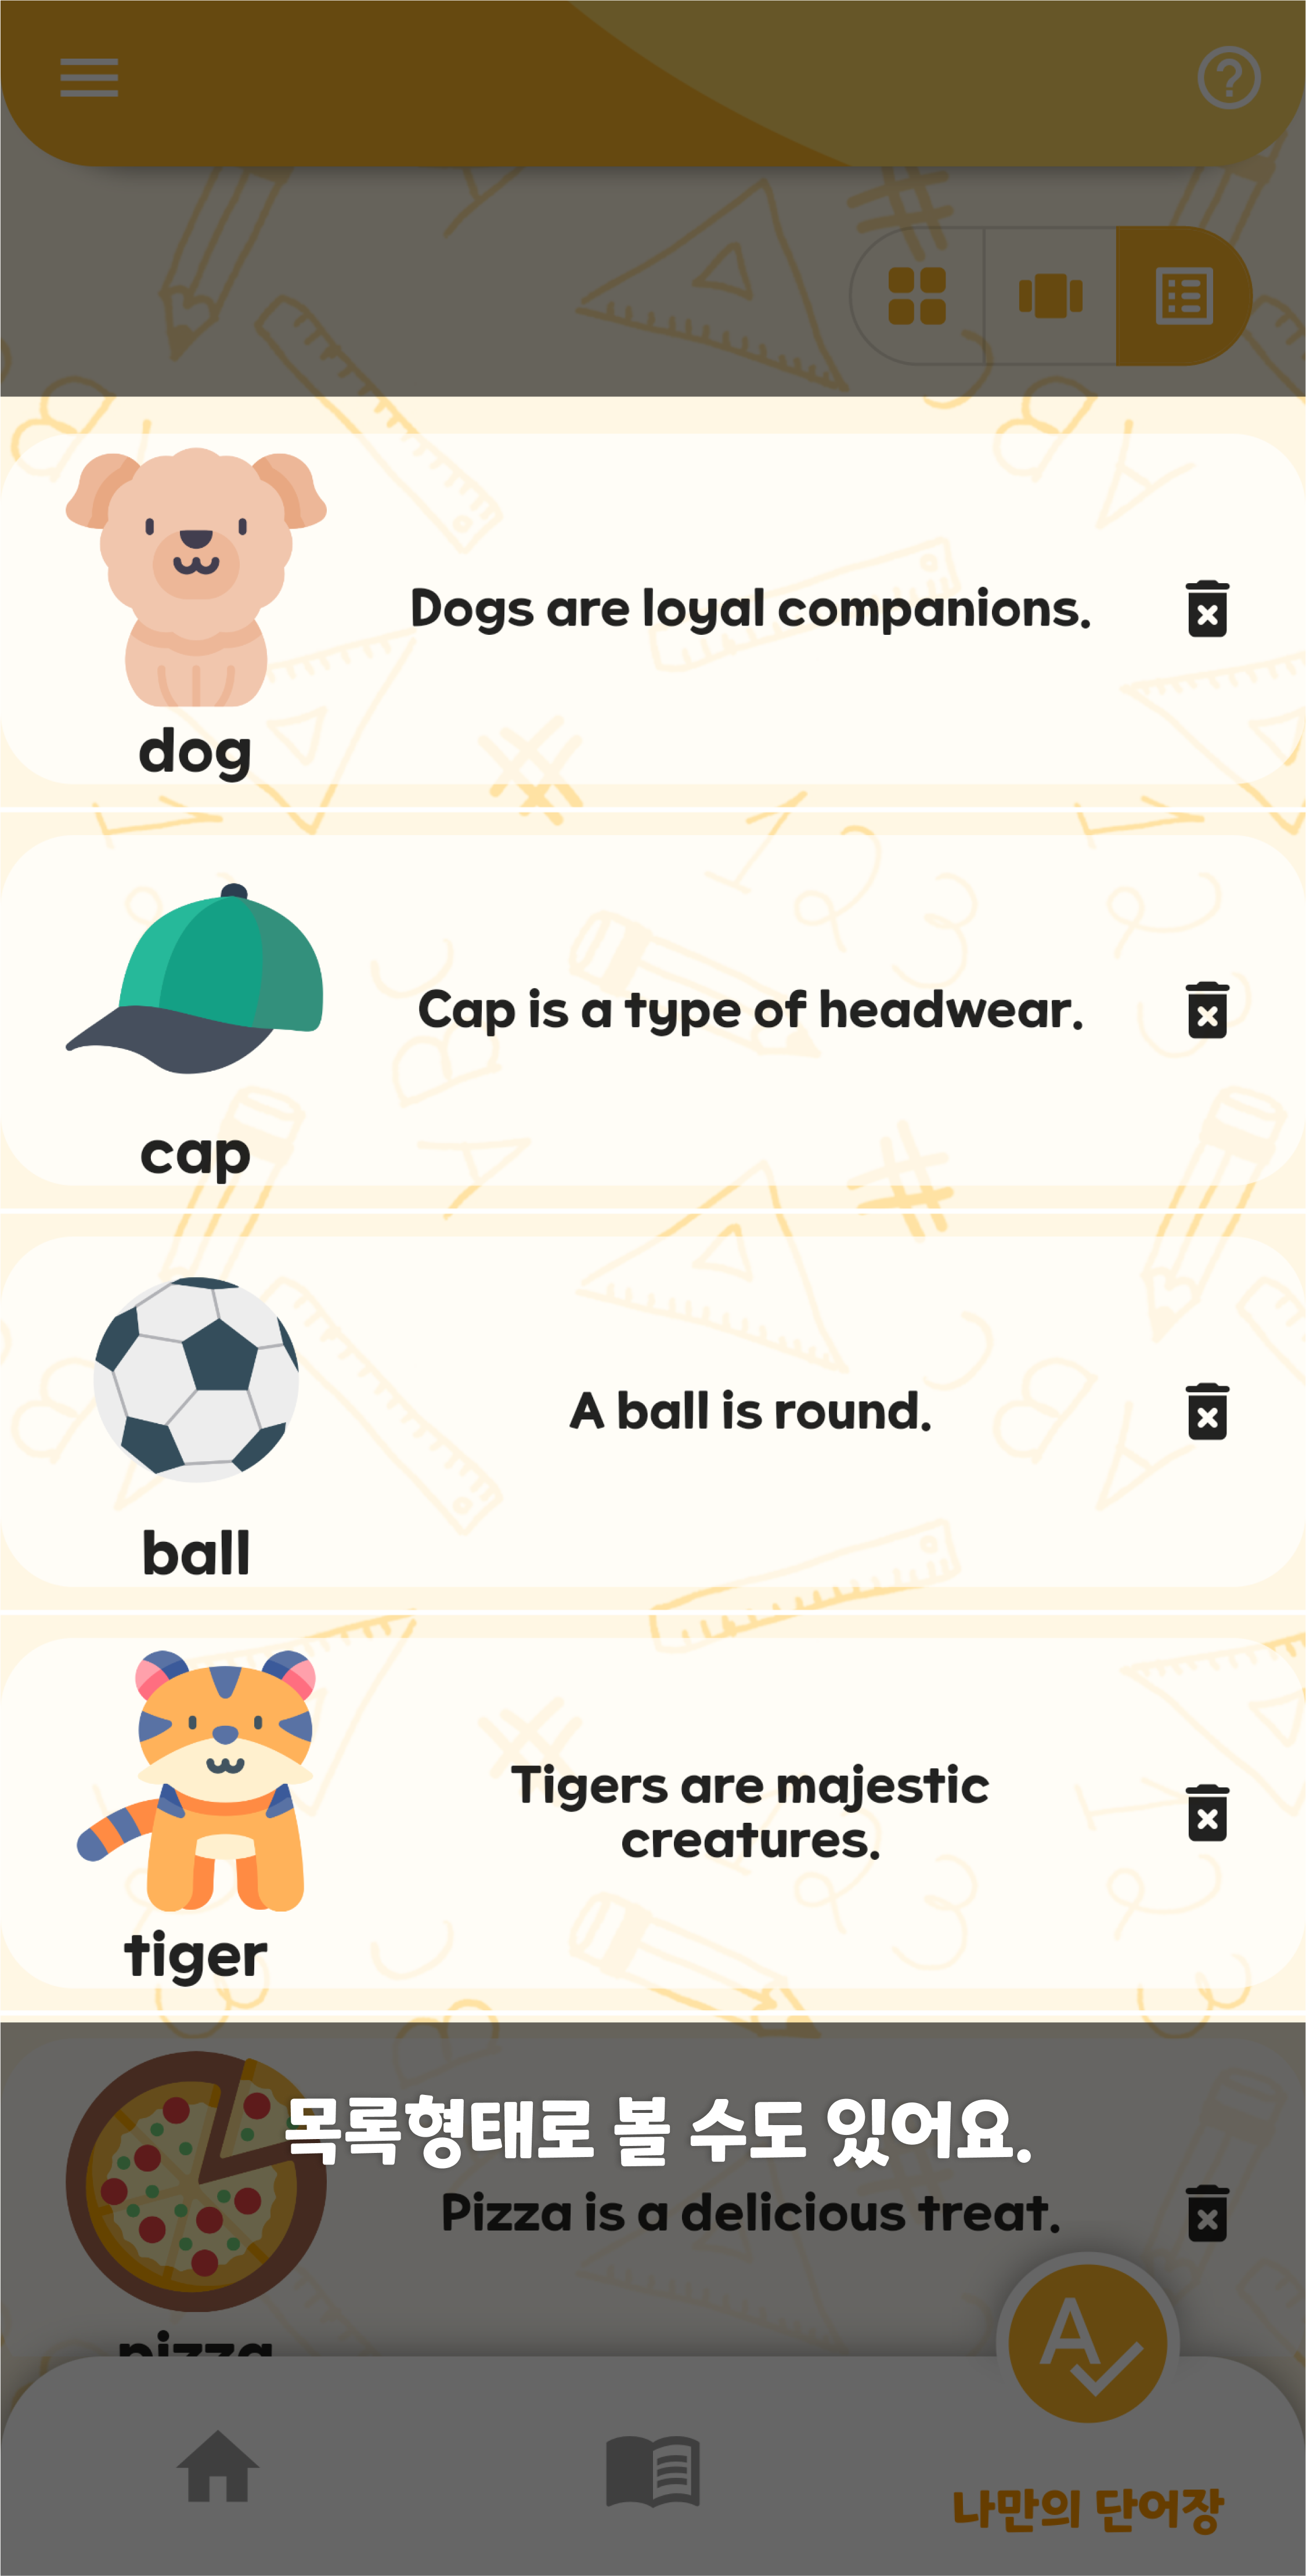 Dogs are loyal companions.
dog
Cap is a type of headwear.
cap
A ball is round.
ball
Tigers are majestic
creatures.
tiger
목록형태로 볼 수도 있어요.
Pizza is a delicious treat.
pizza
나만의 단어장